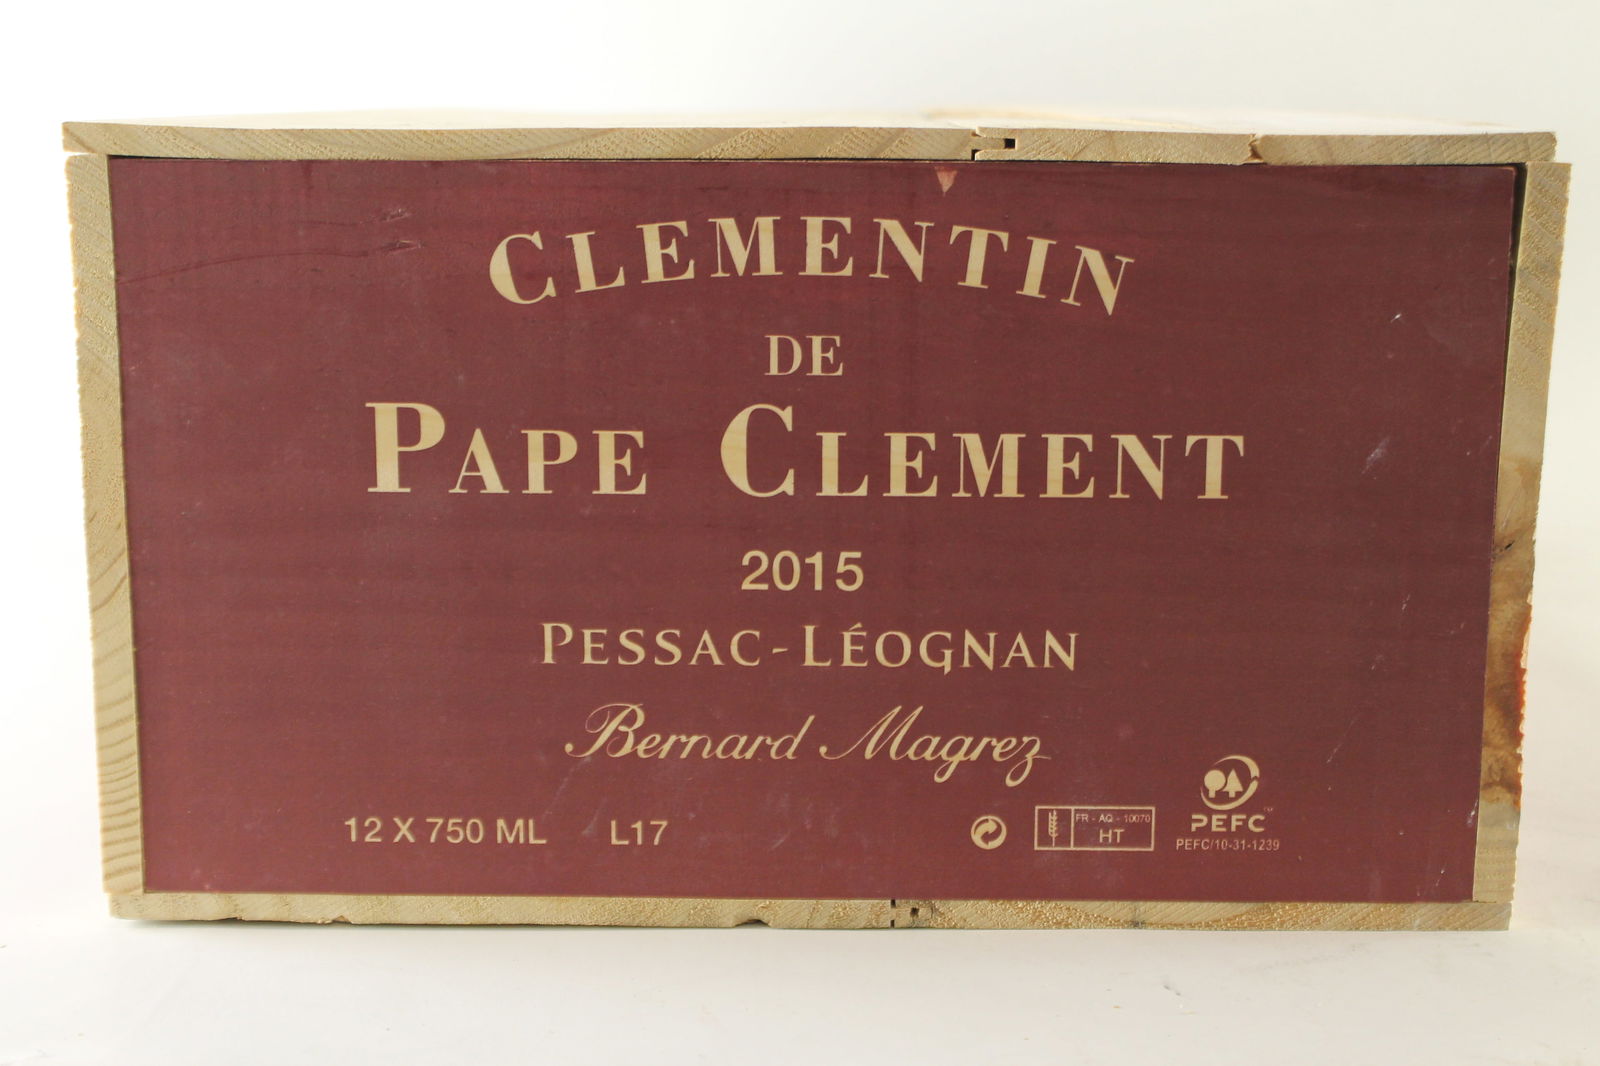 CLEMENTIN
DE
PAPE CLEMENT
2015
PESSAC-LÉOGNAN
Bernard Magrez
12 X 750 ML L17
FR - AQ - 10070
HT
PEFC
PEFC/10-31-1239